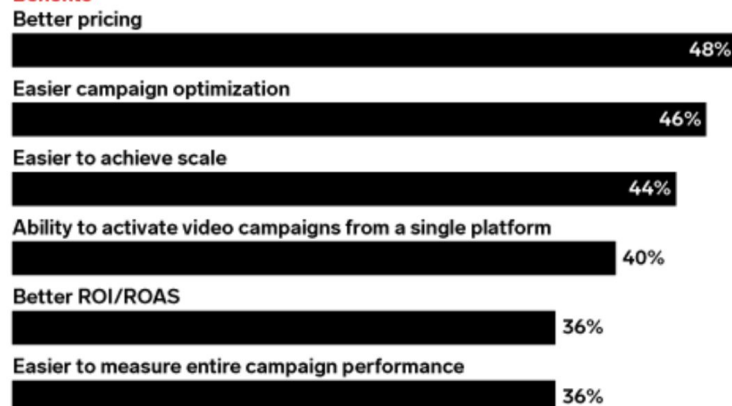 Benefits
Better pricing
48%
Easier campaign optimization
46%
Easier to achieve scale
44%
Ability to activate video campaigns from a single platform
40%
Better ROI/ROAS
36%
Easier to measure entire campaign performance
36%